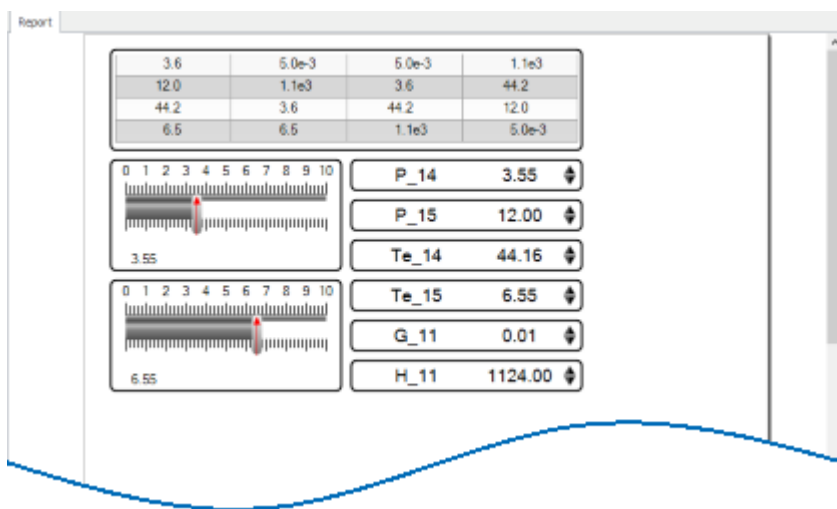 Report
3.6 5.0e-3 5.0e-3 1.1e3
12.0 1.1e3 3.6 44.2
44.2 3.6 44.2 12.0
6.5 6.5 1.1e3 5.0e-3
0 1 2 3 4 5 6 7 8 9 10
3.55
P_14 3.55
P_15 12.00
Te_14 44.16
0 1 2 3 4 5 6 7 8 9 10
6.55
Te_15 6.55
G_11 0.01
H_11 1124.00